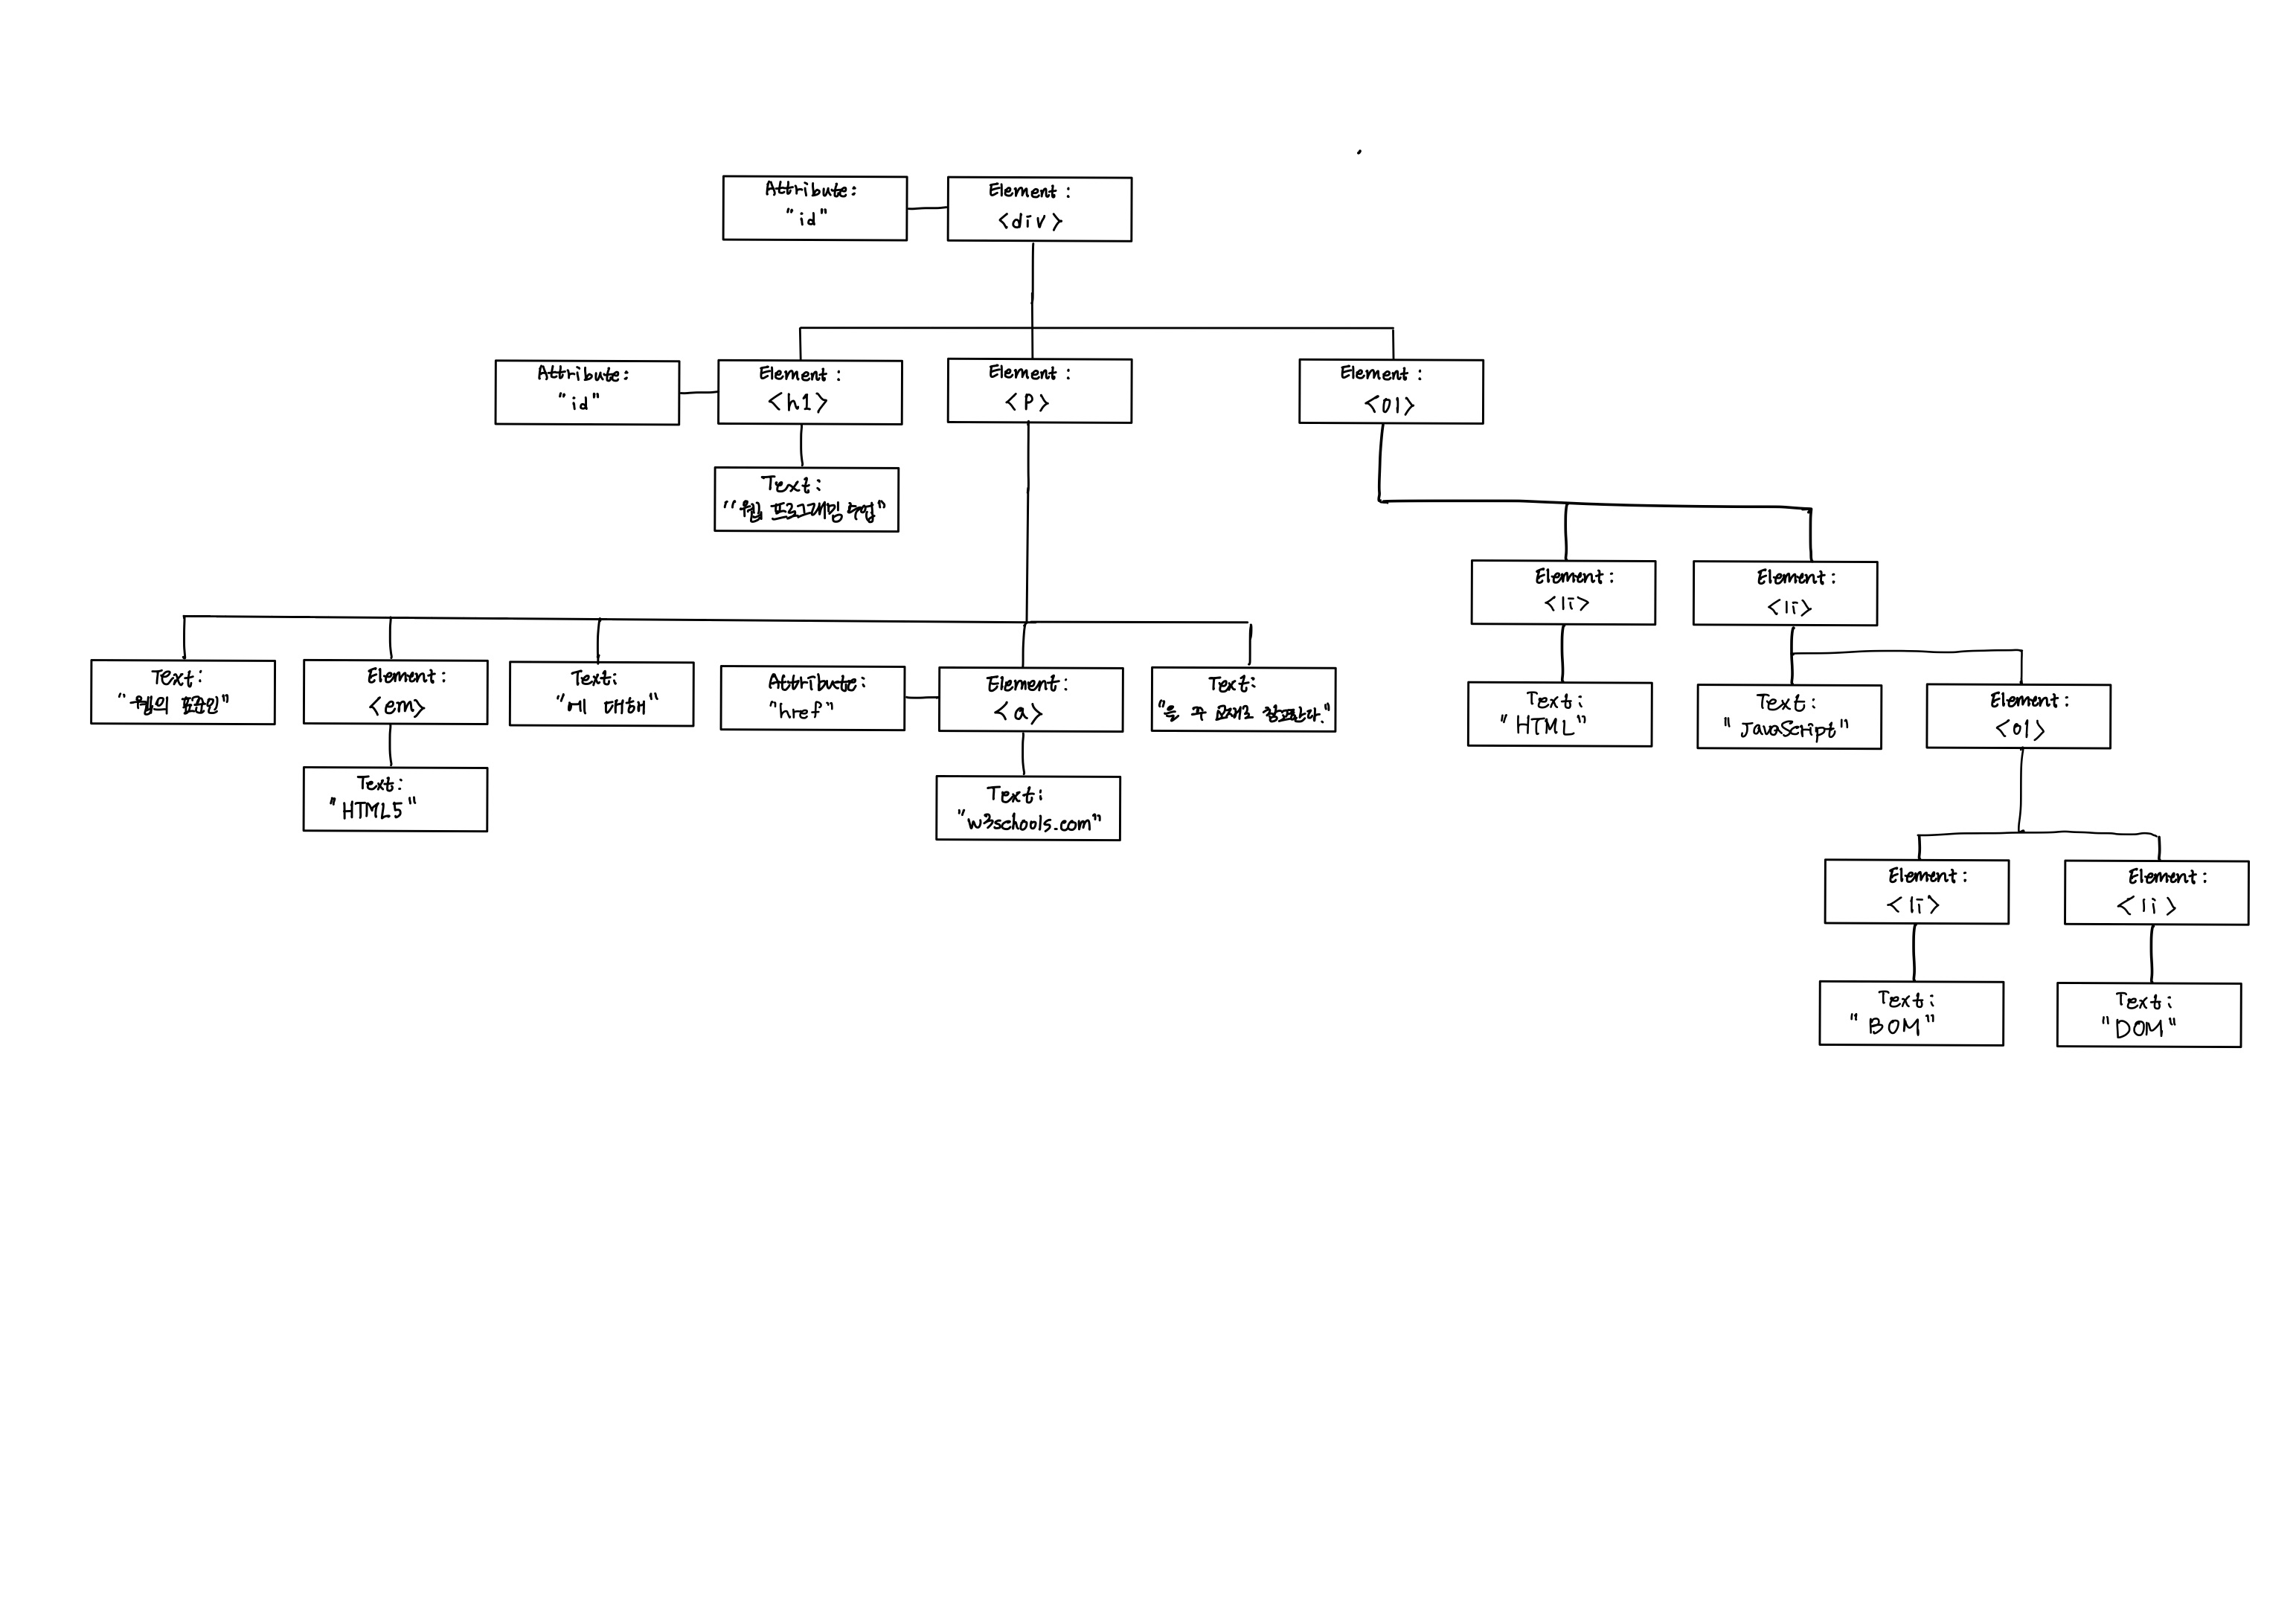 Attribute:
"id"
Element:
<div>
Attribute:
"id"
Element:
<h1>
Element:
<p>
Element:
<ol>
Text:
"웹 프로그래밍 수업"
Element:
<li>
Element:
<li>
Text:
"웹의 표준인"
Element:
<em>
Text:
"에 대해"
Attribute:
"href"
Element:
<a>
Text:
"을 주 교재로 참고한다."
Text:
"HTML"
Text:
"JavaScript"
Element:
<ol>
Text:
"HTML5"
Text:
"w3schools.com"
Element:
<li>
Element:
<li>
Text:
"BOM"
Text:
"DOM"